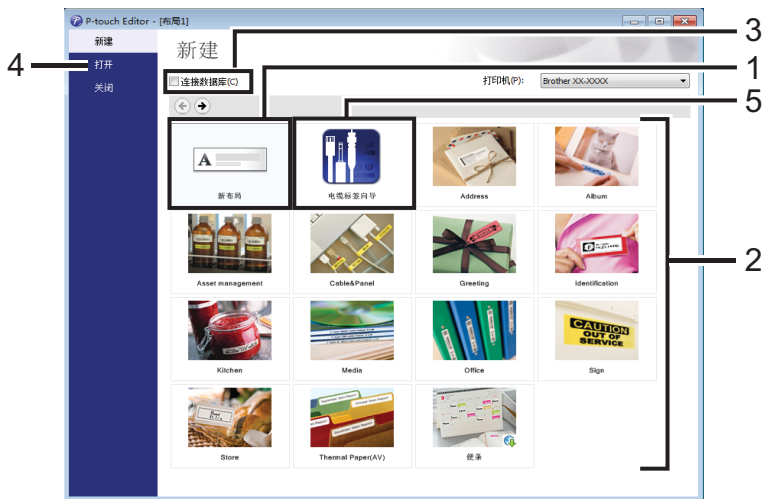 P-touch Editor - [布局1]
新建
打开
关闭
新建
连接数据库(C)
打印机(P):
Brother XX-XXXX
3
4
1
5
2
A
新布局
电缆标签向导
Address
Album
Asset management
Cable&Panel
Greeting
Identification
Kitchen
Media
Office
CAUTION
OUT OF
SERVICE
Sign
Store
Thermal Paper(AV)
便条